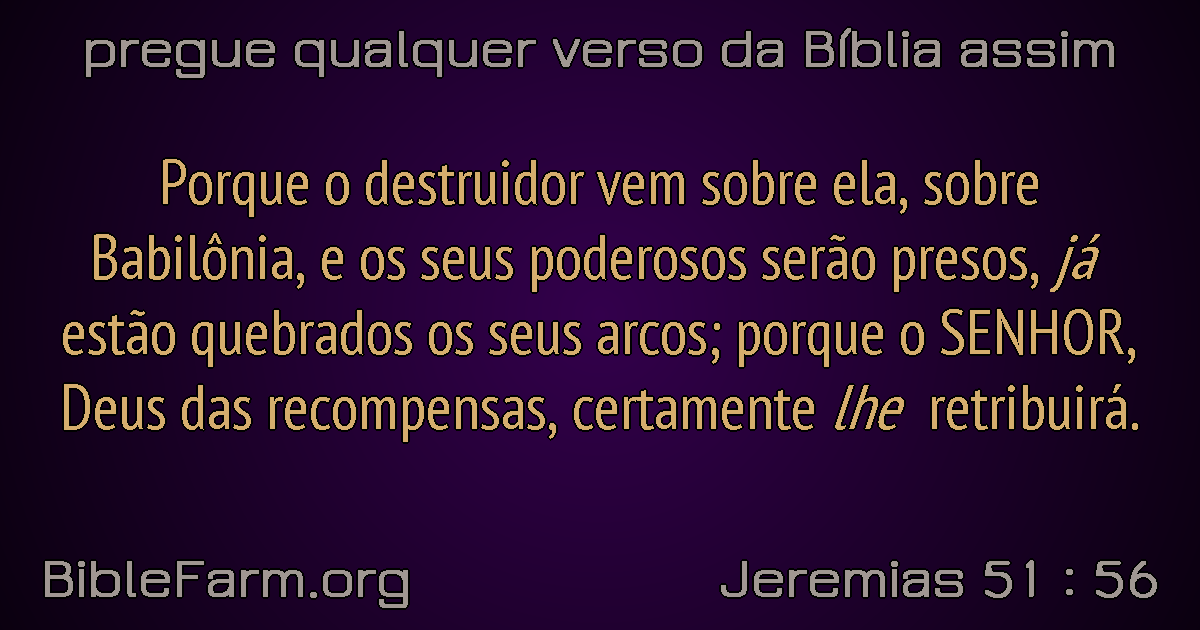 pregue qualquer verso da Bíblia assim
Porque o destruidor vem sobre ela, sobre
Babilônia, e os seus poderosos serão presos, já
estão quebrados os seus arcos; porque o SENHOR,
Deus das recompensas, certamente lhe retribuirá.
BibleFarm.org
Jeremias 51 : 56